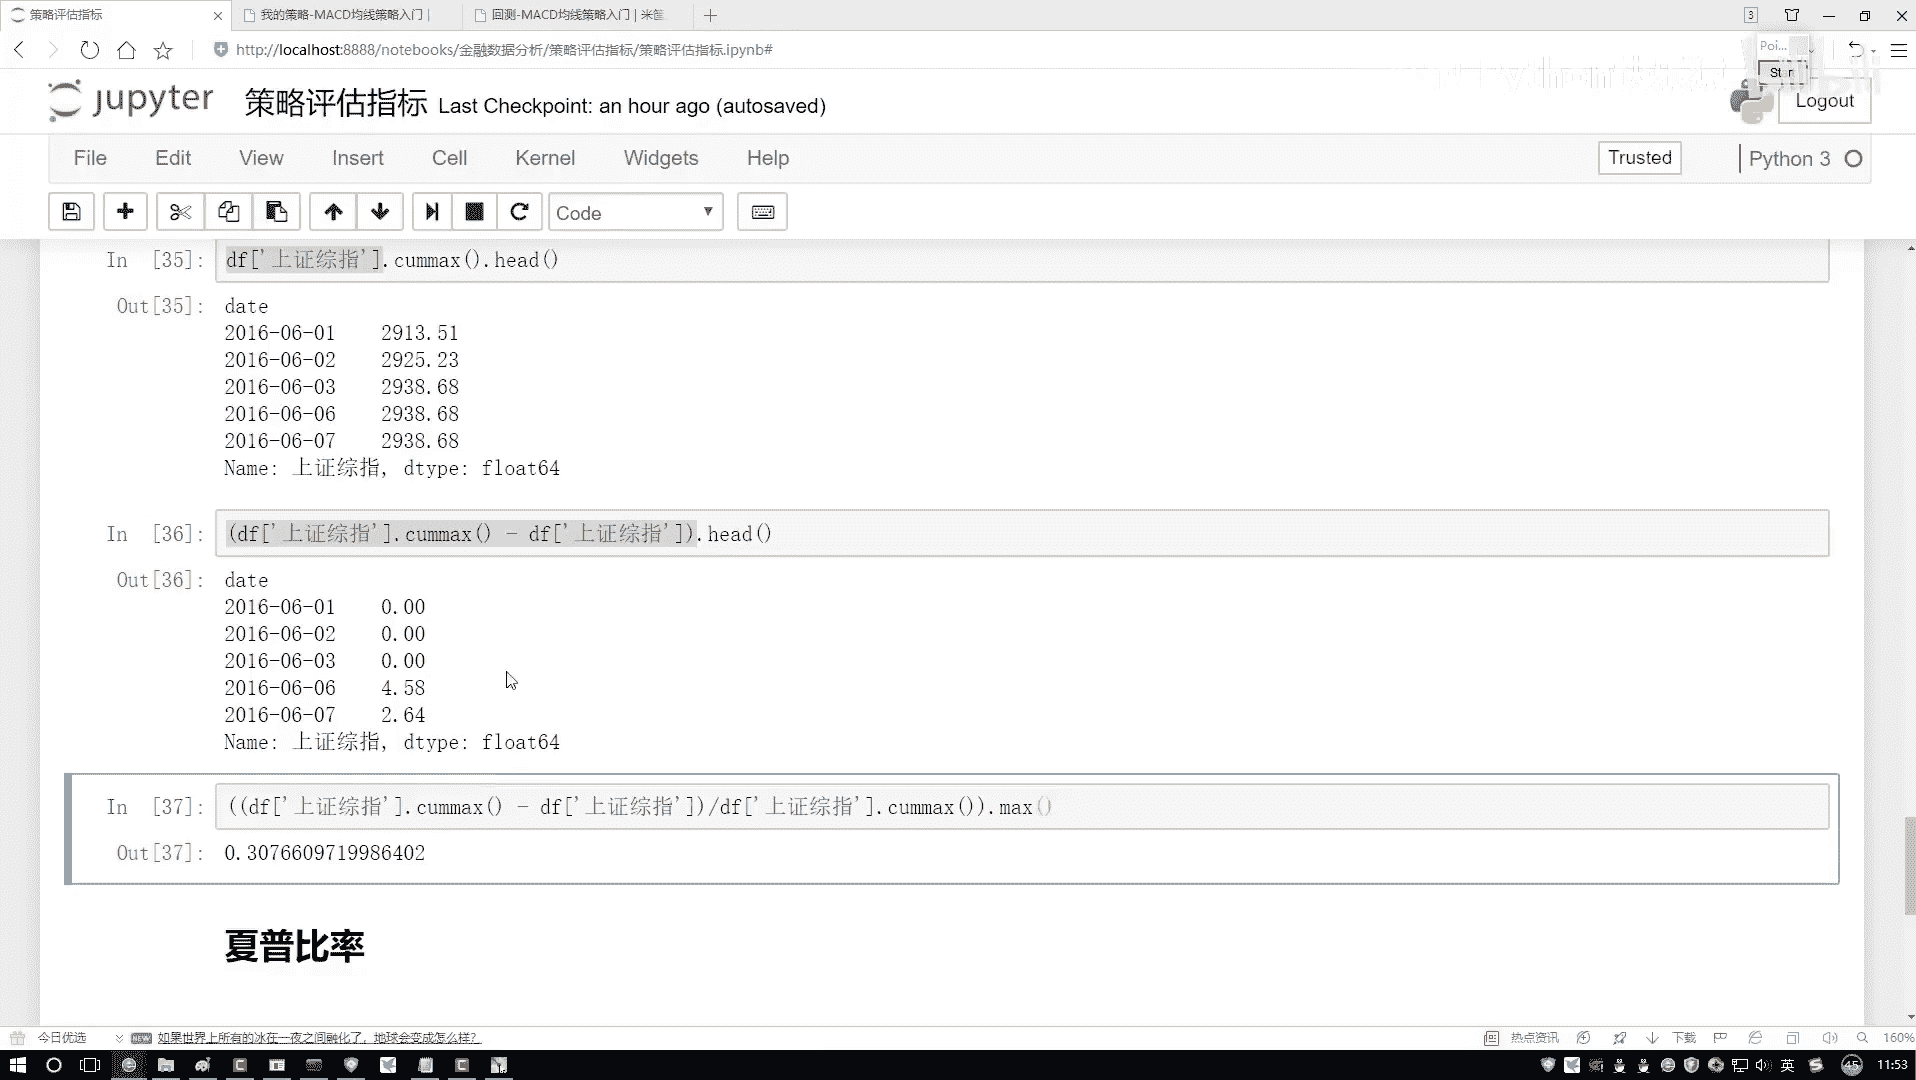 策略评估指标
我的策略-MACD均线策略入门 |
回测-MACD均线策略入门 | 米筐
3
http://localhost:8888/notebooks/金融数据分析/策略评估指标/策略评估指标.ipynb#
Poi...
jupyter 策略评估指标 Last Checkpoint: an hour ago (autosaved)
Logout
File Edit View Insert Cell Kernel Widgets Help
Trusted
Python 3
Code
In [35]: df['上证综指'].cummax().head()
Out[35]: date
2016-06-01 2913.51
2016-06-02 2925.23
2016-06-03 2938.68
2016-06-06 2938.68
2016-06-07 2938.68
Name: 上证综指, dtype: float64
In [36]: (df['上证综指'].cummax() - df['上证综指']).head()
Out[36]: date
2016-06-01 0.00
2016-06-02 0.00
2016-06-03 0.00
2016-06-06 4.58
2016-06-07 2.64
Name: 上证综指, dtype: float64
In [37]: ((df['上证综指'].cummax() - df['上证综指'])/df['上证综指'].cummax()).max()
Out[37]: 0.3076609719986402
夏普比率
今日优选
NEW 如果世界上所有的冰在一夜之间融化了，地球会变成怎么样？
热点资讯
下载
160%
英
45
11:53